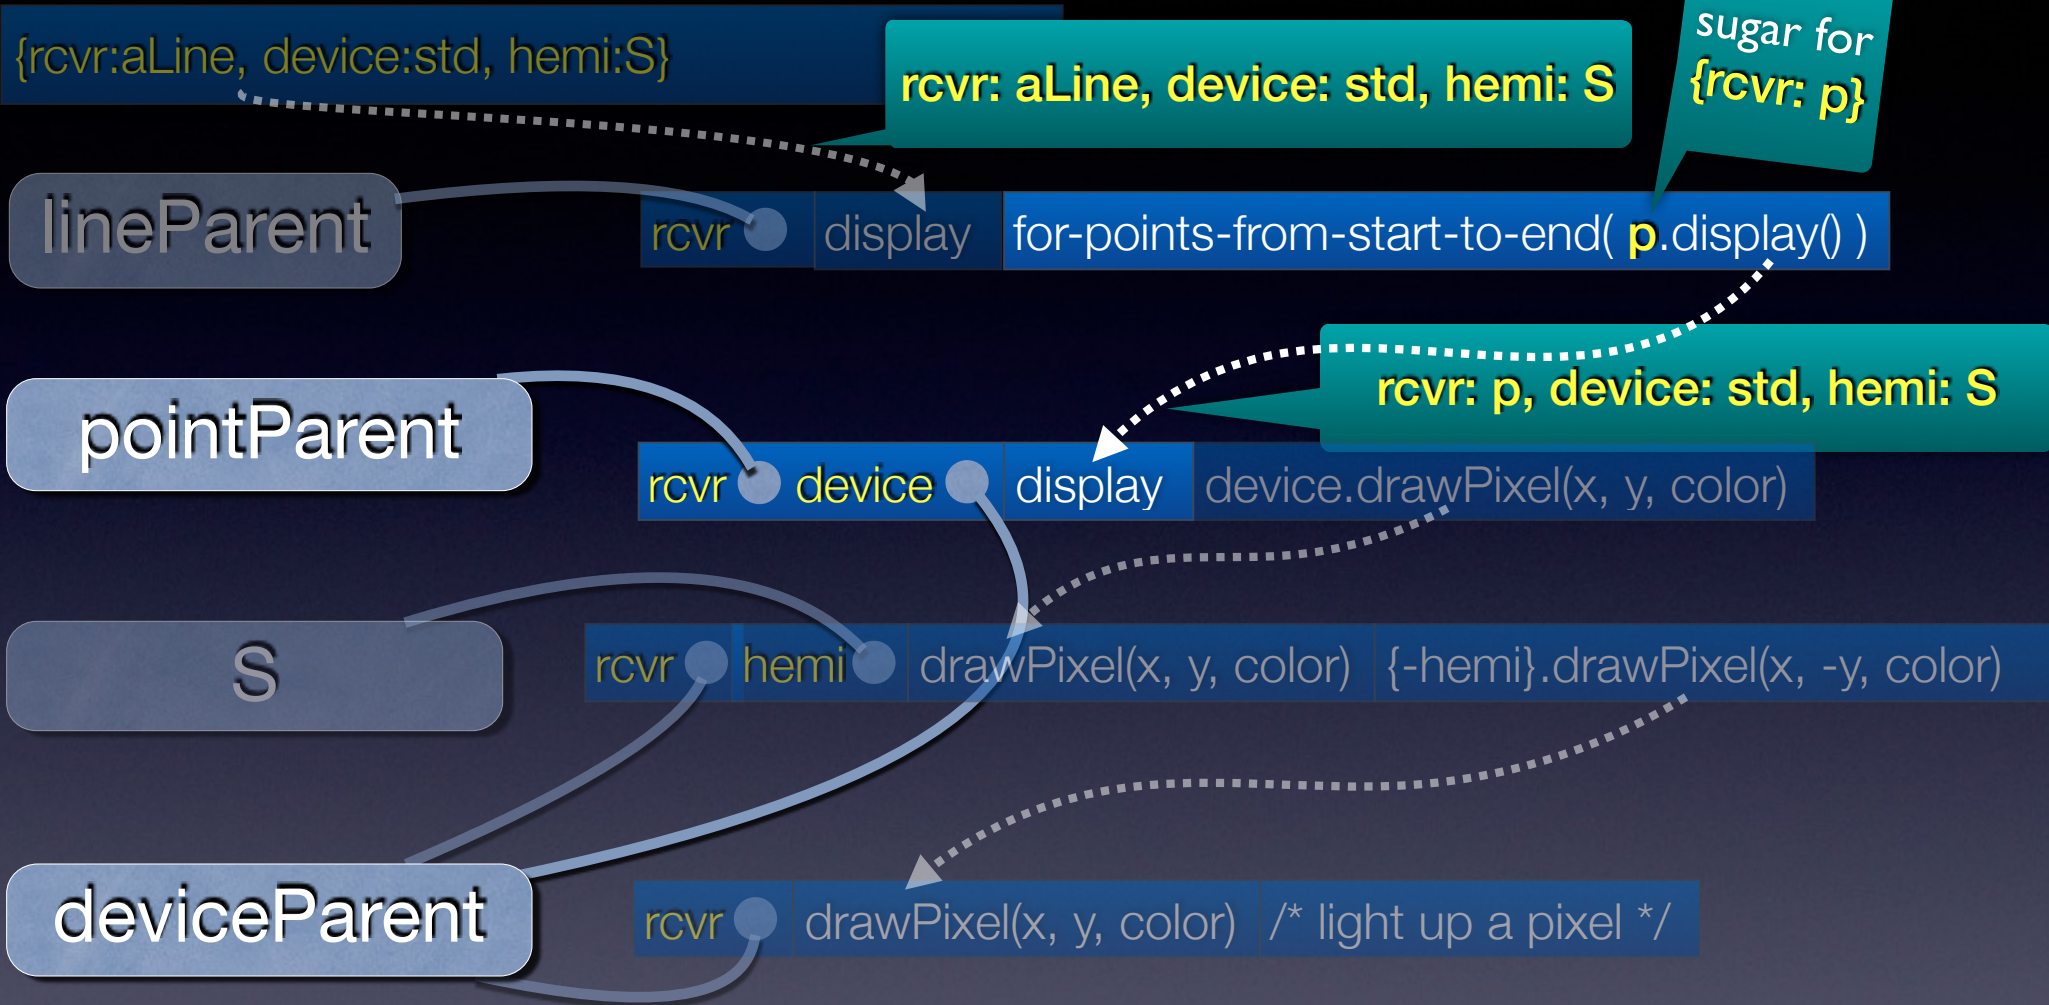 {rcvr:aLine, device:std, hemi:S}
rcvr: aLine, device: std, hemi: S
sugar for
{rcvr: p}
lineParent
rcvr display for-points-from-start-to-end( p.display() )
rcvr: p, device: std, hemi: S
pointParent
rcvr device display device.drawPixel(x, y, color)
S
rcvr hemi drawPixel(x, y, color) {-hemi}.drawPixel(x, -y, color)
deviceParent
rcvr drawPixel(x, y, color) /* light up a pixel */